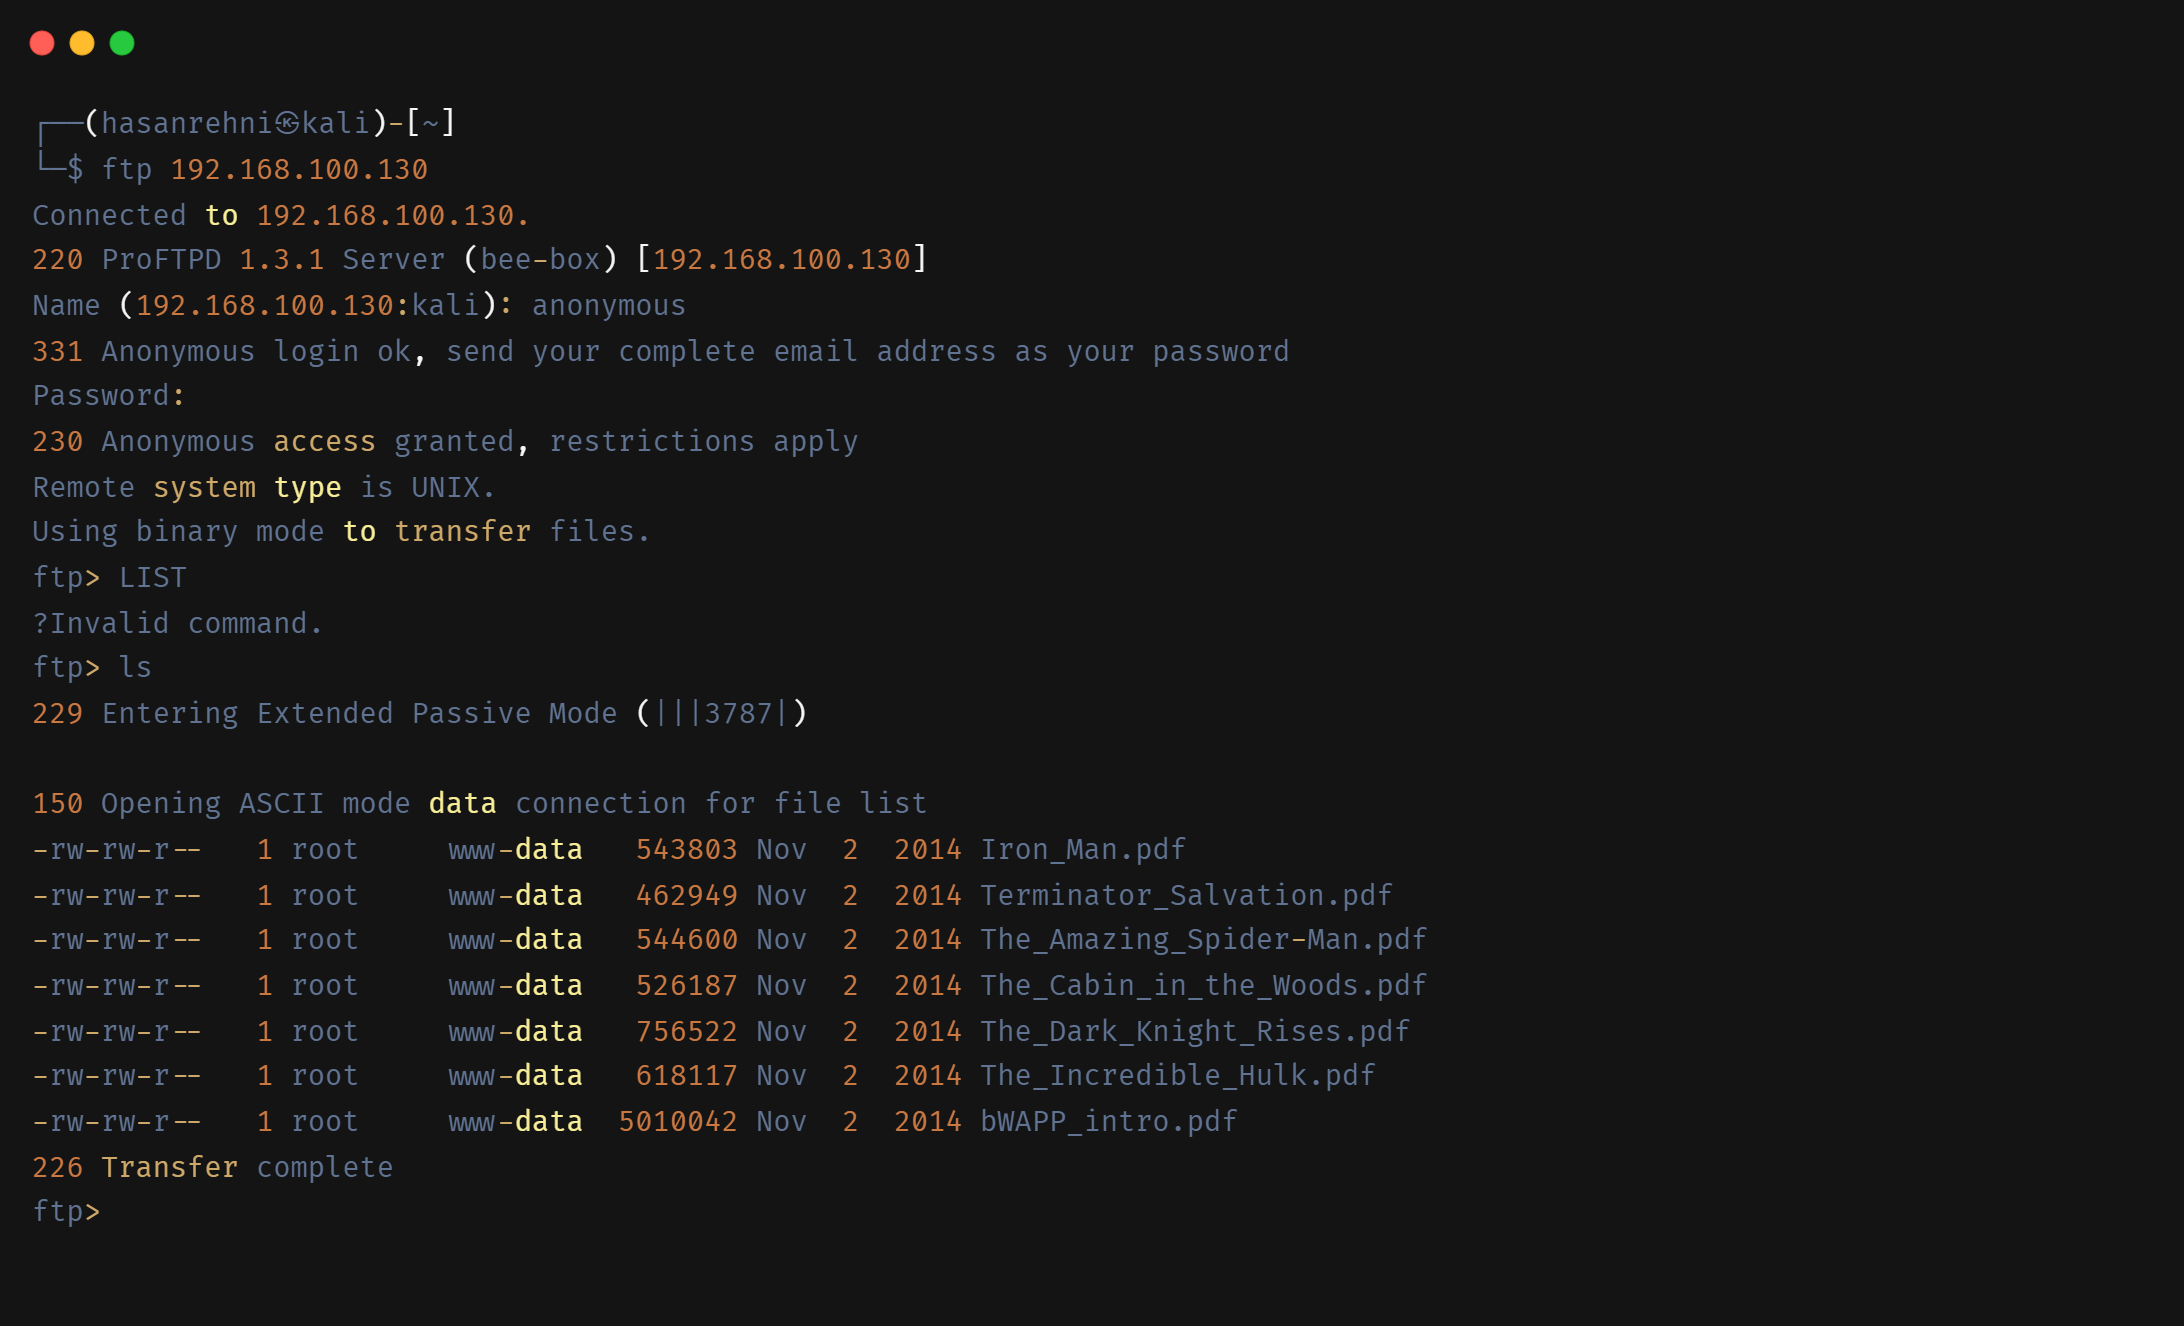 ┌──(hasanrehni㉿kali)-[~]
└─$ ftp 192.168.100.130
Connected to 192.168.100.130.
220 ProFTPD 1.3.1 Server (bee-box) [192.168.100.130]
Name (192.168.100.130:kali): anonymous
331 Anonymous login ok, send your complete email address as your password
Password:
230 Anonymous access granted, restrictions apply
Remote system type is UNIX.
Using binary mode to transfer files.
ftp> LIST
?Invalid command.
ftp> ls
229 Entering Extended Passive Mode (|||3787|)

150 Opening ASCII mode data connection for file list
-rw-rw-r--   1 root     www-data   543803 Nov  2  2014 Iron_Man.pdf
-rw-rw-r--   1 root     www-data   462949 Nov  2  2014 Terminator_Salvation.pdf
-rw-rw-r--   1 root     www-data   544600 Nov  2  2014 The_Amazing_Spider-Man.pdf
-rw-rw-r--   1 root     www-data   526187 Nov  2  2014 The_Cabin_in_the_Woods.pdf
-rw-rw-r--   1 root     www-data   756522 Nov  2  2014 The_Dark_Knight_Rises.pdf
-rw-rw-r--   1 root     www-data   618117 Nov  2  2014 The_Incredible_Hulk.pdf
-rw-rw-r--   1 root     www-data  5010042 Nov  2  2014 bWAPP_intro.pdf
226 Transfer complete
ftp>